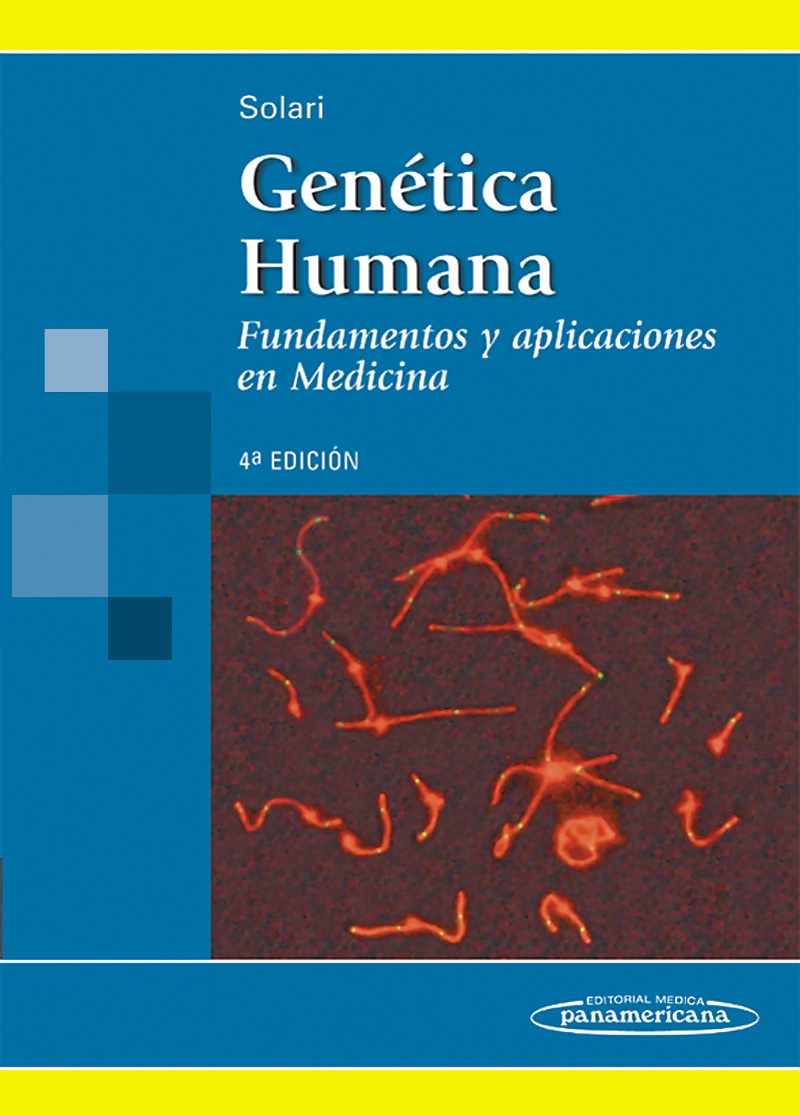 Solari
Genética
Humana
Fundamentos y aplicaciones
en Medicina
4ª EDICIÓN
EDITORIAL MEDICA
panamericana